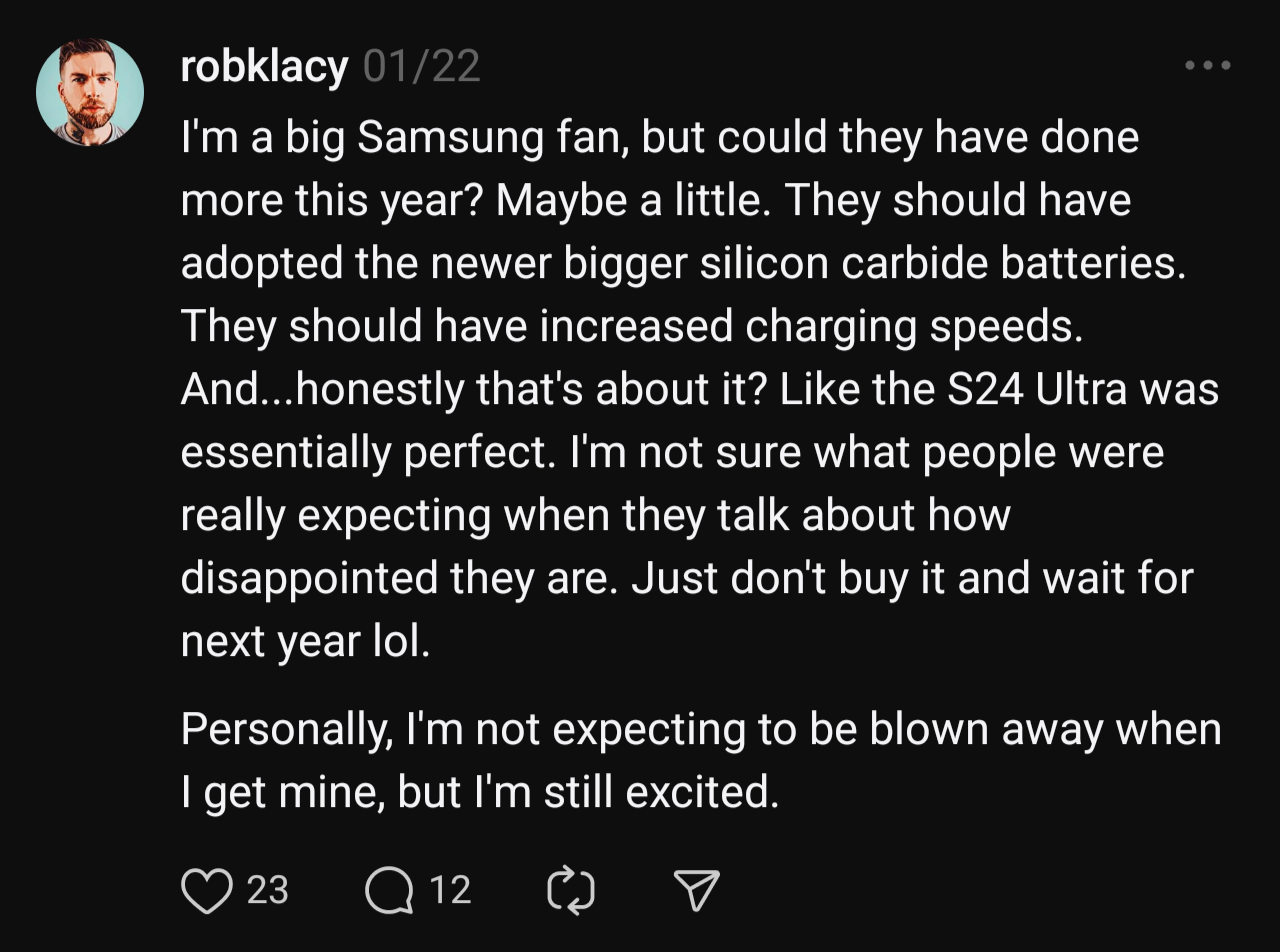 robklacy 01/22
I'm a big Samsung fan, but could they have done
more this year? Maybe a little. They should have
adopted the newer bigger silicon carbide batteries.
They should have increased charging speeds.
And...honestly that's about it? Like the S24 Ultra was
essentially perfect. I'm not sure what people were
really expecting when they talk about how
disappointed they are. Just don't buy it and wait for
next year lol.
Personally, I'm not expecting to be blown away when
I get mine, but I'm still excited.
23 12